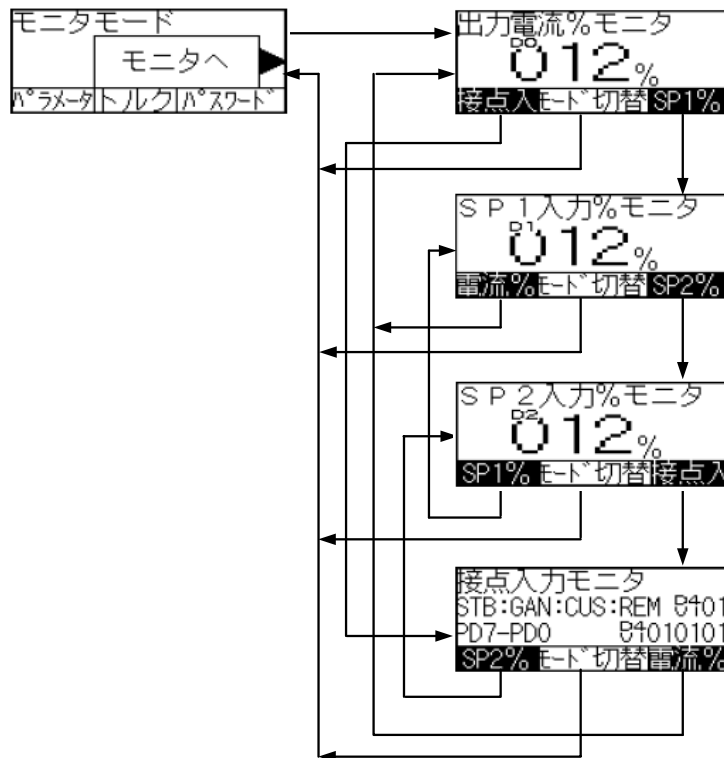 モニタモード
モニタへ
パラメータ トルク パスワード
出力電流%モニタ
D0
012%
接点入 モード切替 SP1%
SP1入力%モニタ
D1
012%
電流% モード切替 SP2%
SP2入力%モニタ
D2
012%
SP1% モード切替 接点入
接点入力モニタ
STB:GAN:CUS:REM
PD7-PD0
SP2% モード切替 電流%